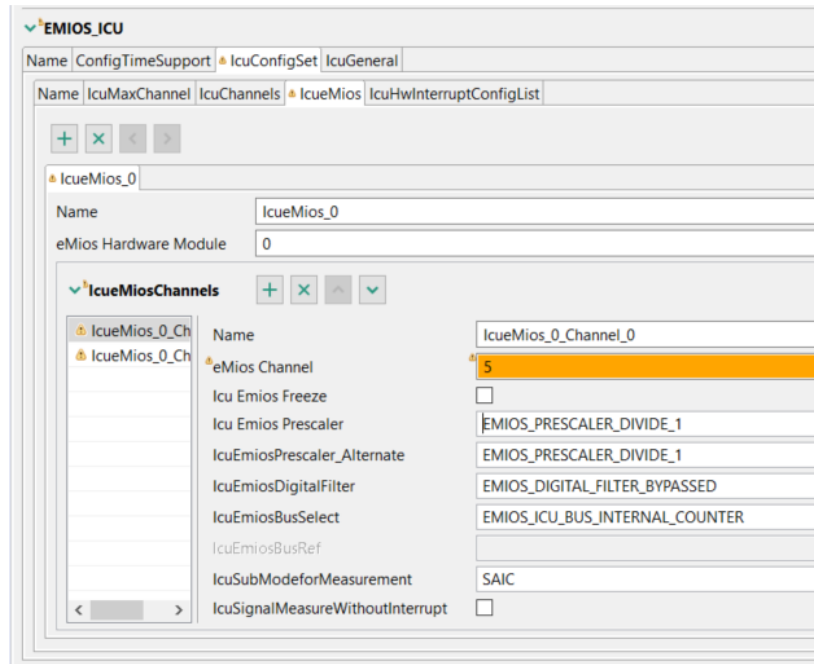 EMIOS_ICU
Name ConfigTimeSupport IcuConfigSet IcuGeneral
Name IcuMaxChannel IcuChannels IcueMios IcuHwInterruptConfigList
IcueMios_0
Name IcueMios_0
eMios Hardware Module 0
IcueMiosChannels
IcueMios_0_Ch
IcueMios_0_Ch
Name IcueMios_0_Channel_0
eMios Channel 5
Icu Emios Freeze
Icu Emios Prescaler EMIOS_PRESCALER_DIVIDE_1
IcuEmiosPrescaler_Alternate EMIOS_PRESCALER_DIVIDE_1
IcuEmiosDigitalFilter EMIOS_DIGITAL_FILTER_BYPASSED
IcuEmiosBusSelect EMIOS_ICU_BUS_INTERNAL_COUNTER
IcuEmiosBusRef
IcuSubModeforMeasurement SAIC
IcuSignalMeasureWithoutInterrupt